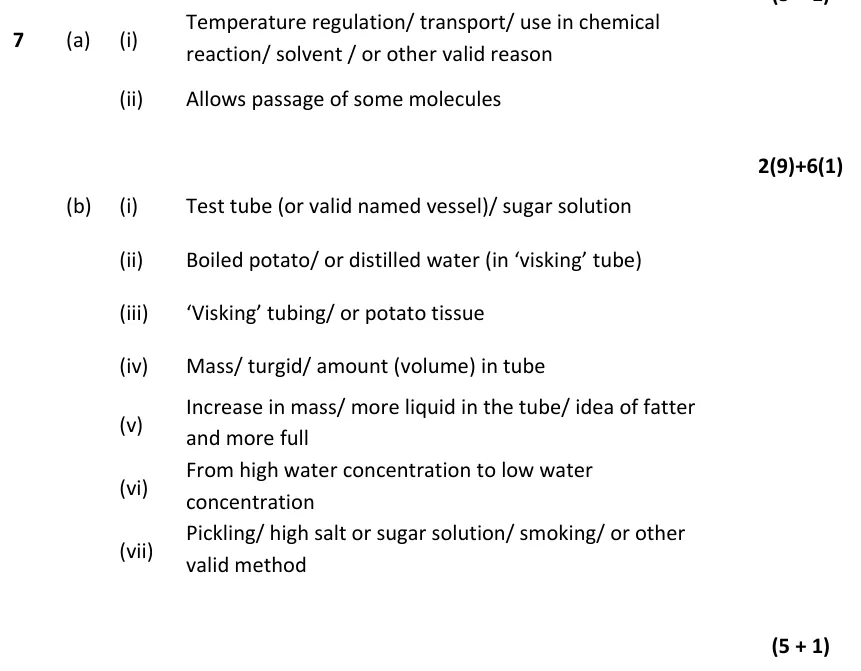 7 (a) (i) Temperature regulation/ transport/ use in chemical
reaction/ solvent / or other valid reason
(ii) Allows passage of some molecules
2(9)+6(1)
(b) (i) Test tube (or valid named vessel)/ sugar solution
(ii) Boiled potato/ or distilled water (in ‘visking’ tube)
(iii) ‘Visking’ tubing/ or potato tissue
(iv) Mass/ turgid/ amount (volume) in tube
(v) Increase in mass/ more liquid in the tube/ idea of fatter
and more full
(vi) From high water concentration to low water
concentration
(vii) Pickling/ high salt or sugar solution/ smoking/ or other
valid method
(5 + 1)